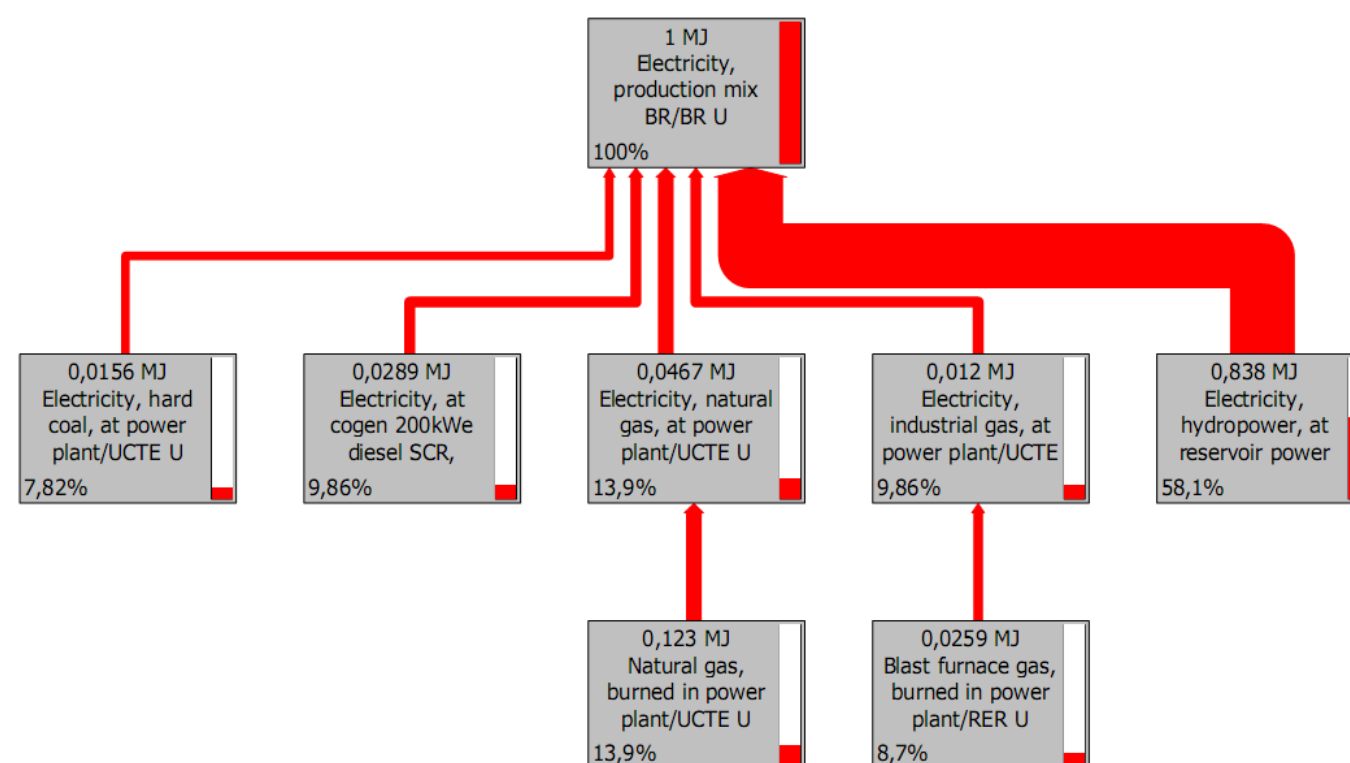 1 MJ
Electricity,
production mix
BR/BR U
100%
0,0156 MJ
Electricity, hard
coal, at power
plant/UCTE U
7,82%
0,0289 MJ
Electricity, at
cogen 200kWe
diesel SCR,
9,86%
0,0467 MJ
Electricity, natural
gas, at power
plant/UCTE U
13,9%
0,012 MJ
Electricity,
industrial gas, at
power plant/UCTE
9,86%
0,838 MJ
Electricity,
hydropower, at
reservoir power
58,1%
0,123 MJ
Natural gas,
burned in power
plant/UCTE U
13,9%
0,0259 MJ
Blast furnace gas,
burned in power
plant/RER U
8,7%